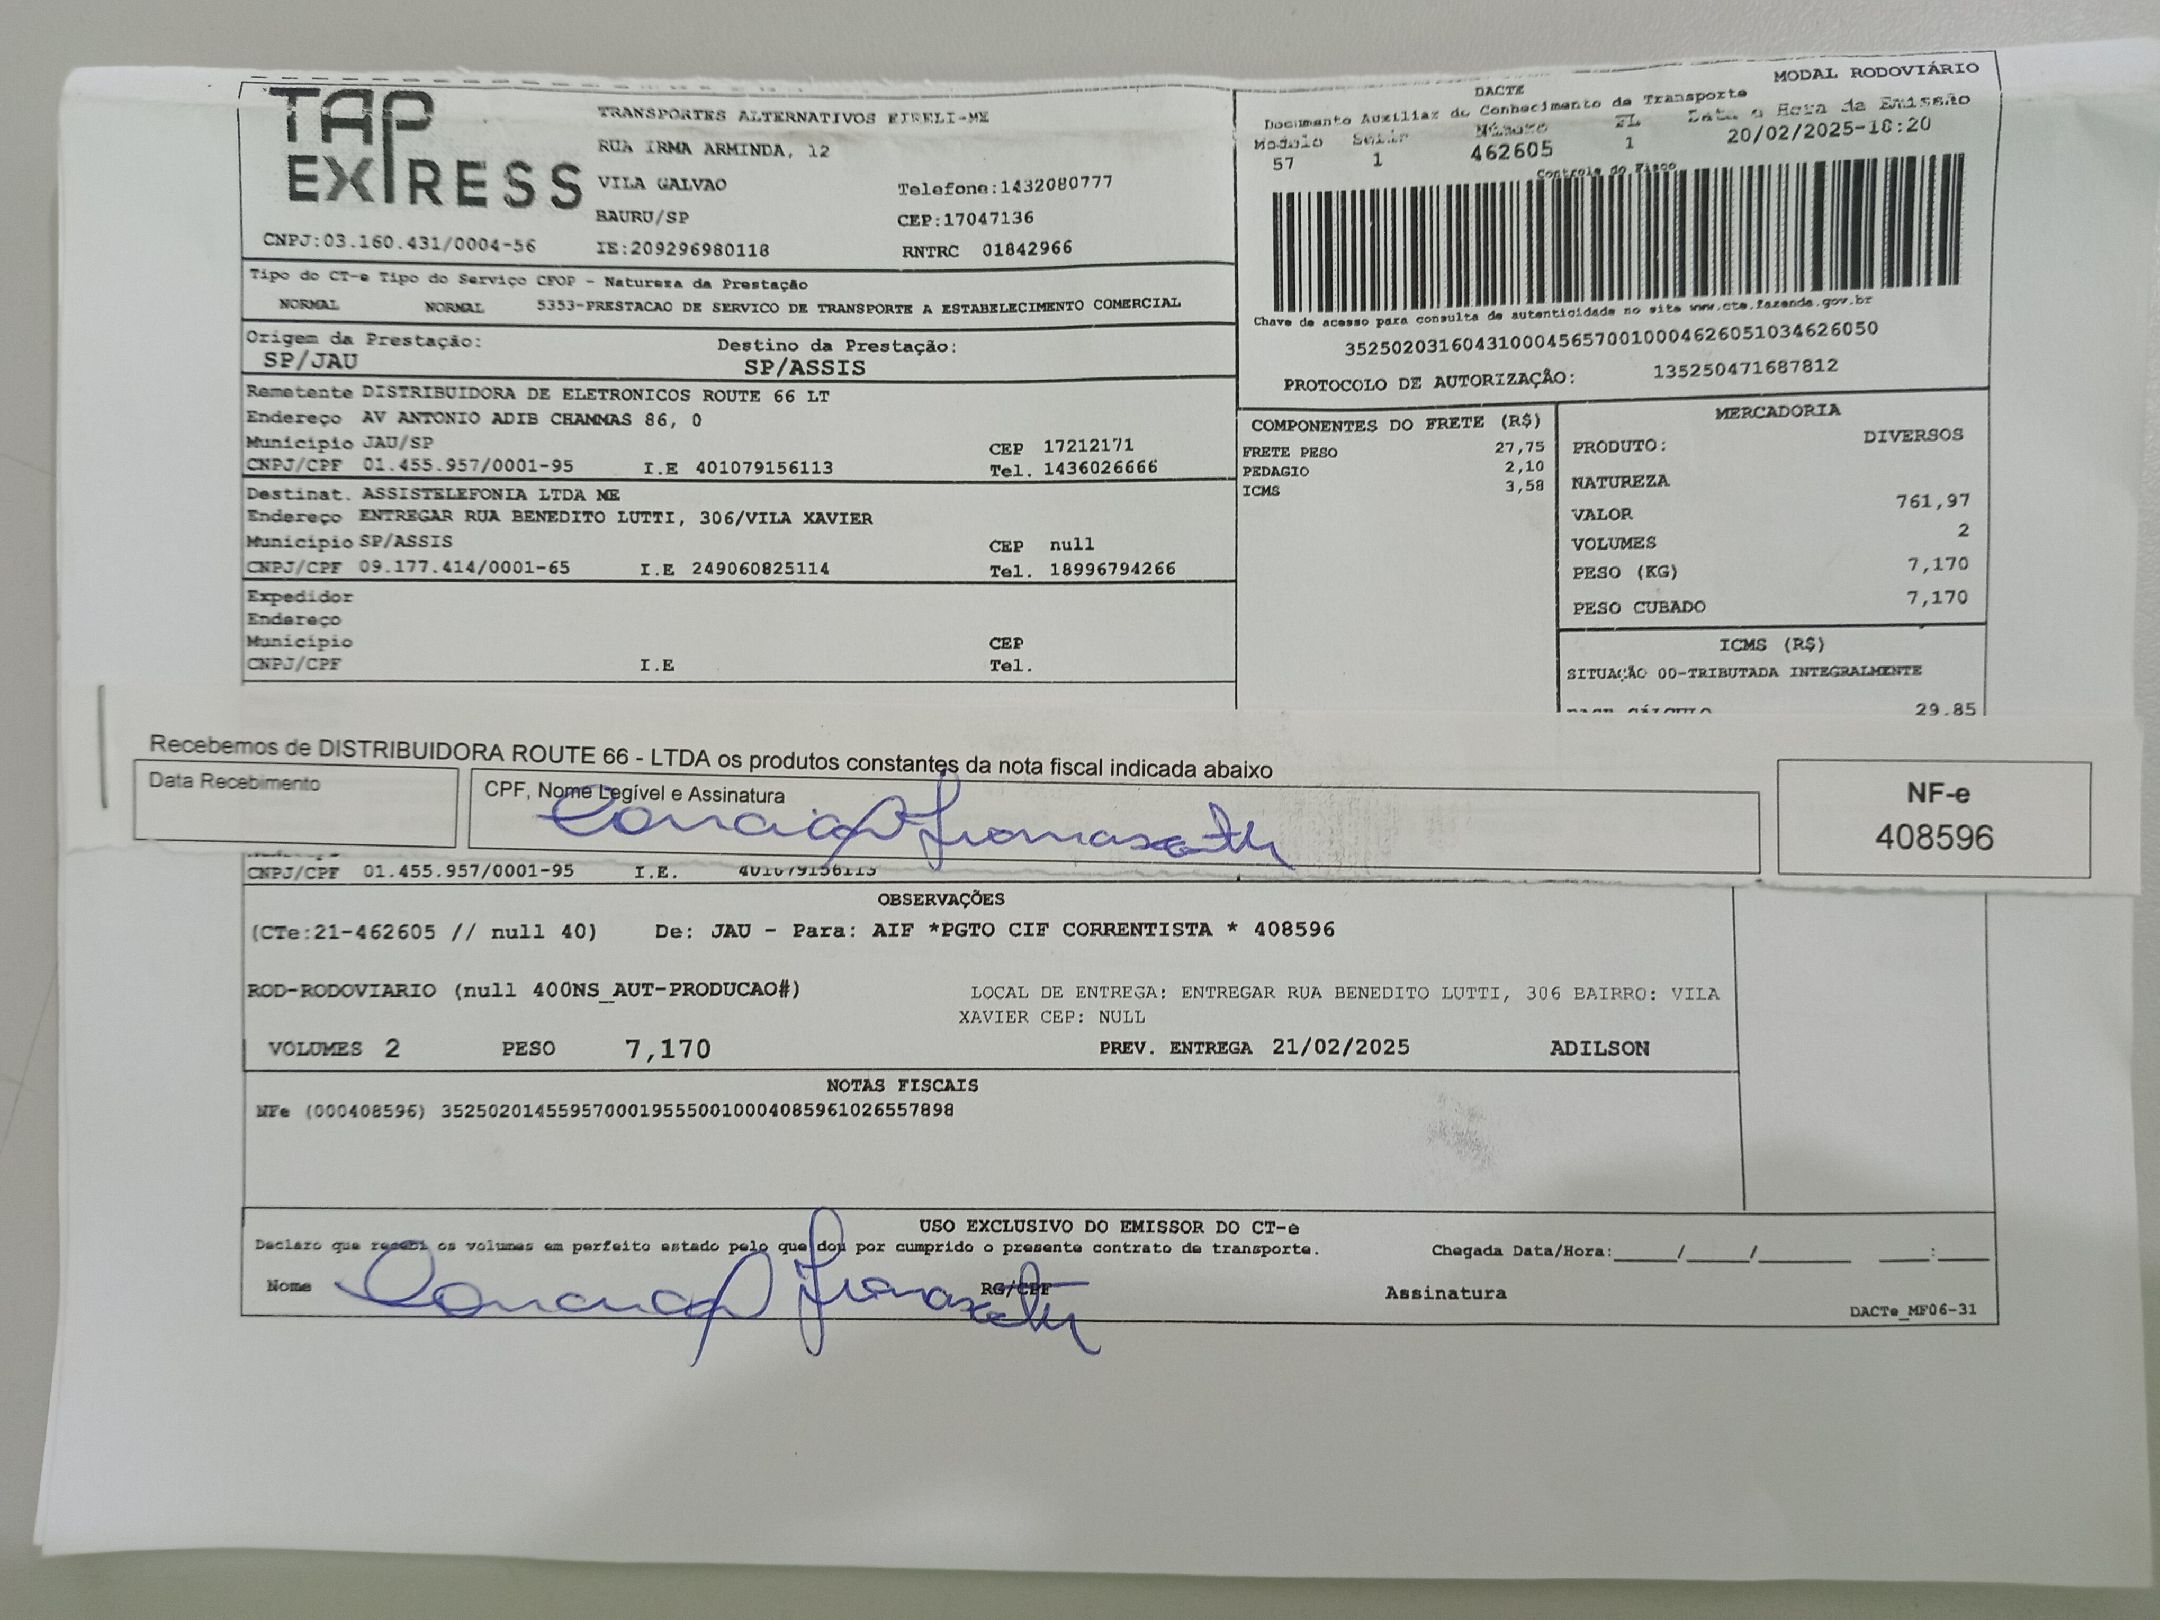 TAP EXPRESS
TRANSPORTES ALTERNATIVOS EIRELI-ME
RUA IRMA ARMINDA, 12
VILA GALVAO Telefone:1432080777
BAURU/SP CEP:17047136
CNPJ:03.160.431/0004-56 IE:209296980118 RNTRC 01842966
MODAL RODOVIÁRIO
DACTE
Documento Auxiliar do Conhecimento de Transporte
Modelo Série Número FL Data e Hora da Emissão
57 1 462605 1 20/02/2025-18:20
Controle do Fisco
Chave de acesso para consulta de autenticidade no site www.cte.fazenda.gov.br
35250203160431000456570010004626051034626050
PROTOCOLO DE AUTORIZAÇÃO: 135250471687812
Tipo do CT-e Tipo do Serviço CFOP - Natureza da Prestação
NORMAL NORMAL 5353-PRESTACAO DE SERVICO DE TRANSPORTE A ESTABELECIMENTO COMERCIAL
Origem da Prestação: Destino da Prestação:
SP/JAU SP/ASSIS
Remetente DISTRIBUIDORA DE ELETRONICOS ROUTE 66 LT
Endereço AV ANTONIO ADIB CHAMMAS 86, 0
Município JAU/SP CEP 17212171
CNPJ/CPF 01.455.957/0001-95 I.E 401079156113 Tel. 1436026666
Destinat. ASSISTELEFONIA LTDA ME
Endereço ENTREGAR RUA BENEDITO LUTTI, 306/VILA XAVIER
Município SP/ASSIS CEP null
CNPJ/CPF 09.177.414/0001-65 I.E 249060825114 Tel. 18996794266
Expedidor
Endereço
Município CEP
CNPJ/CPF I.E Tel.
COMPONENTES DO FRETE (R$)
FRETE PESO 27,75
PEDAGIO 2,10
ICMS 3,58
MERCADORIA
PRODUTO: DIVERSOS
NATUREZA
VALOR 761,97
VOLUMES 2
PESO (KG) 7,170
PESO CUBADO 7,170
ICMS (R$)
SITUAÇÃO 00-TRIBUTADA INTEGRALMENTE
BASE CÁLCULO 29.85
Recebemos de DISTRIBUIDORA ROUTE 66 - LTDA os produtos constantes da nota fiscal indicada abaixo
Data Recebimento CPF, Nome Legível e Assinatura
NF-e
408596
CNPJ/CPF 01.455.957/0001-95 I.E. 401079156113
OBSERVAÇÕES
(CTe:21-462605 // null 40) De: JAU - Para: AIF *PGTO CIF CORRENTISTA * 408596
ROD-RODOVIARIO (null 400NS_AUT-PRODUCAO#) LOCAL DE ENTREGA: ENTREGAR RUA BENEDITO LUTTI, 306 BAIRRO: VILA
XAVIER CEP: NULL
VOLUMES 2 PESO 7,170 PREV. ENTREGA 21/02/2025 ADILSON
NOTAS FISCAIS
NFe (000408596) 35250201455957000195550010004085961026557898
USO EXCLUSIVO DO EMISSOR DO CT-e
Declaro que recebi os volumes em perfeito estado pelo que dou por cumprido o presente contrato de transporte. Chegada Data/Hora:_____/_____/_______ ____:____
Nome RG/CPF Assinatura
DACTe_MF06-31